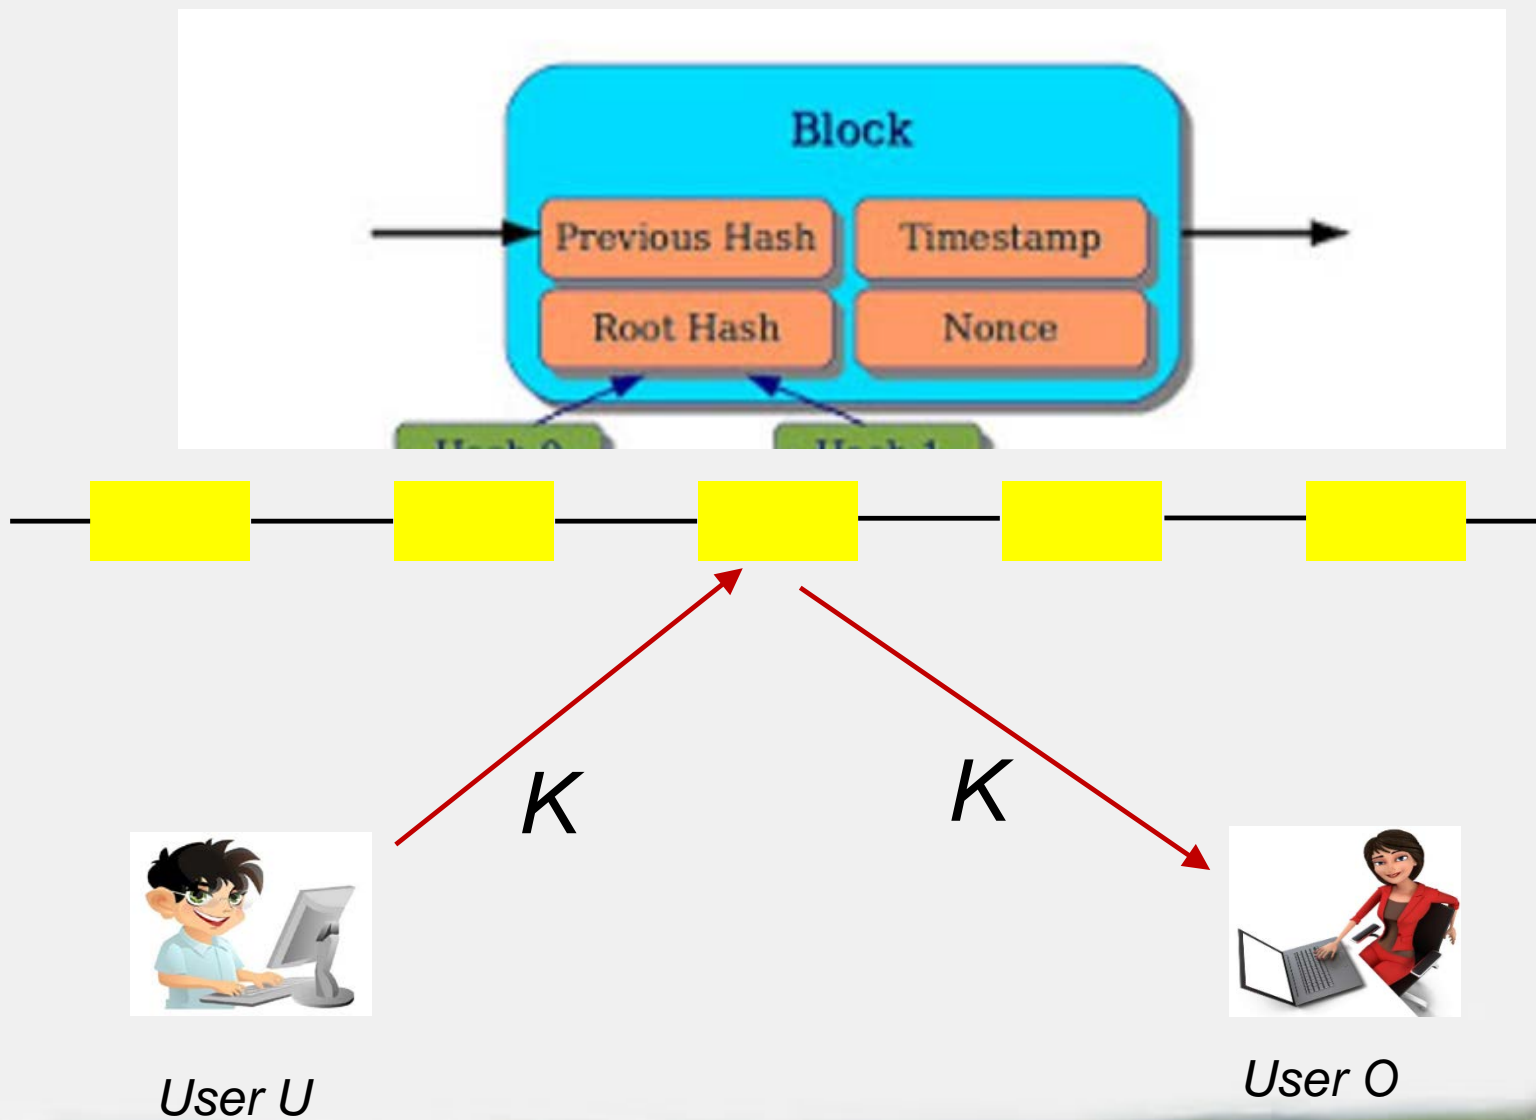 Block
Previous Hash Timestamp
Root Hash Nonce
K K
User U User O